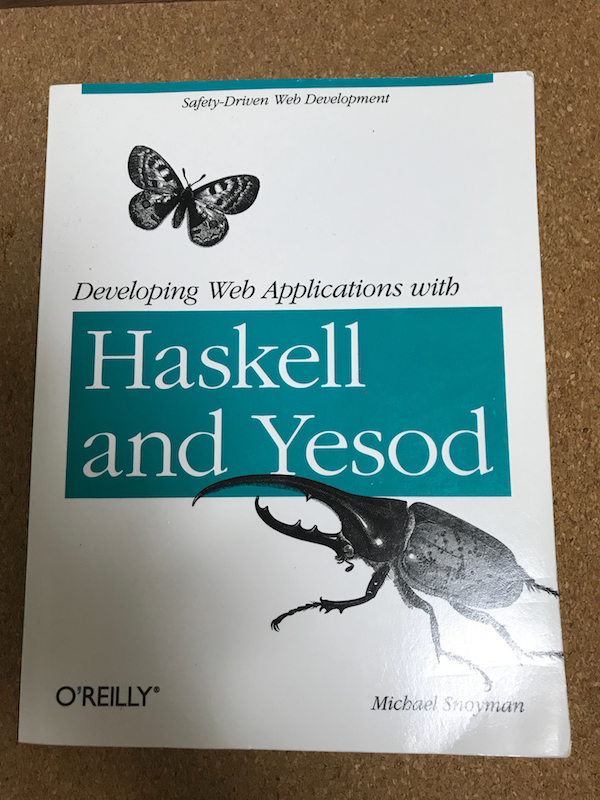 Safety-Driven Web Development
Developing Web Applications with
Haskell
and Yesod
O'REILLY®
Michael Snoyman